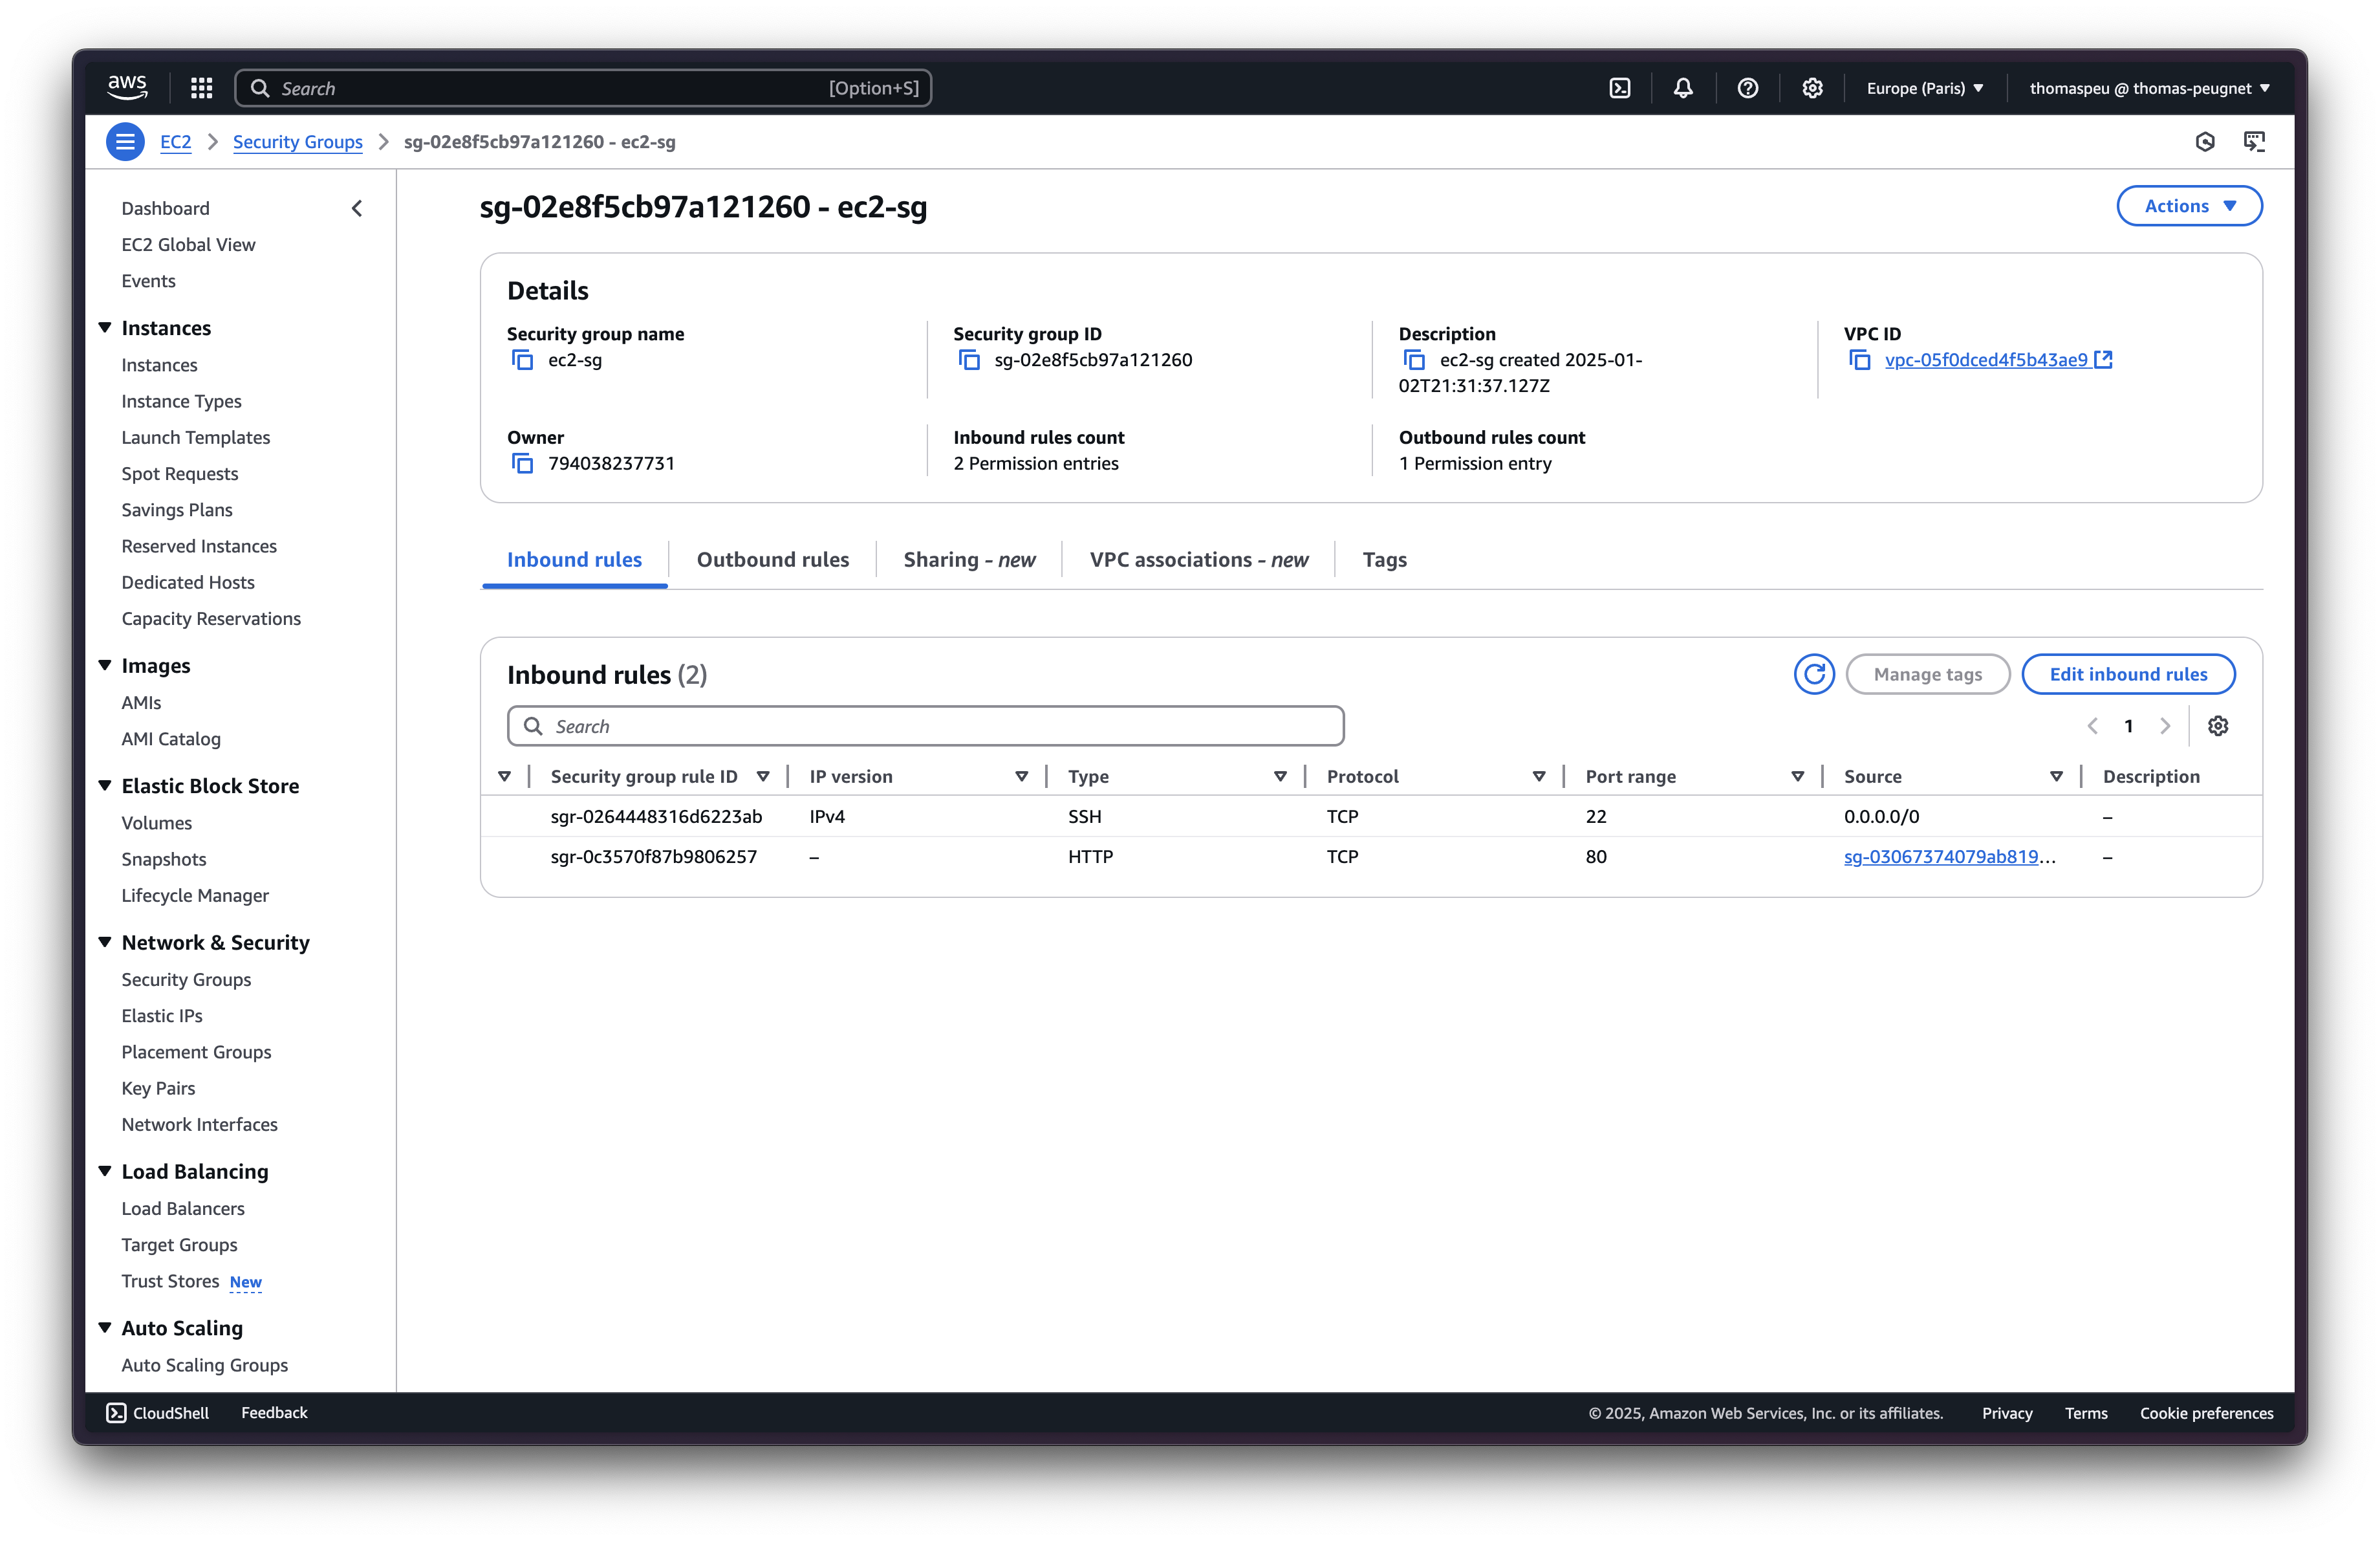 aws
Search [Option+S]
Europe (Paris)
thomaspeu @ thomas-peugnet
EC2 > Security Groups > sg-02e8f5cb97a121260 - ec2-sg
Dashboard
EC2 Global View
Events
Instances
Instances
Instance Types
Launch Templates
Spot Requests
Savings Plans
Reserved Instances
Dedicated Hosts
Capacity Reservations
Images
AMIs
AMI Catalog
Elastic Block Store
Volumes
Snapshots
Lifecycle Manager
Network & Security
Security Groups
Elastic IPs
Placement Groups
Key Pairs
Network Interfaces
Load Balancing
Load Balancers
Target Groups
Trust Stores New
Auto Scaling
Auto Scaling Groups
sg-02e8f5cb97a121260 - ec2-sg
Actions
Details
Security group name
ec2-sg
Security group ID
sg-02e8f5cb97a121260
Description
ec2-sg created 2025-01-
02T21:31:37.127Z
VPC ID
vpc-05f0dced4f5b43ae9
Owner
794038237731
Inbound rules count
2 Permission entries
Outbound rules count
1 Permission entry
Inbound rules
Outbound rules
Sharing - new
VPC associations - new
Tags
Inbound rules (2)
Manage tags
Edit inbound rules
Search
1
Security group rule ID IP version Type Protocol Port range Source Description
sgr-0264448316d6223ab IPv4 SSH TCP 22 0.0.0.0/0 –
sgr-0c3570f87b9806257 – HTTP TCP 80 sg-03067374079ab819... –
CloudShell
Feedback
© 2025, Amazon Web Services, Inc. or its affiliates.
Privacy
Terms
Cookie preferences